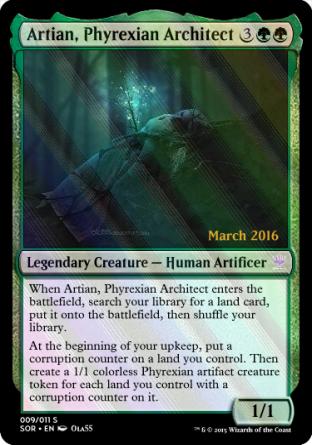 Artian, Phyrexian Architect 3
March 2016
Legendary Creature — Human Artificer
When Artian, Phyrexian Architect enters the
battlefield, search your library for a land card,
put it onto the battlefield, then shuffle your
library.
At the beginning of your upkeep, put a
corruption counter on a land you control. Then
create a 1/1 colorless Phyrexian artifact creature
token for each land you control with a
corruption counter on it.
1/1
009/011 S
SOR • EN Ola55
™ & © 2015 Wizards of the Coast